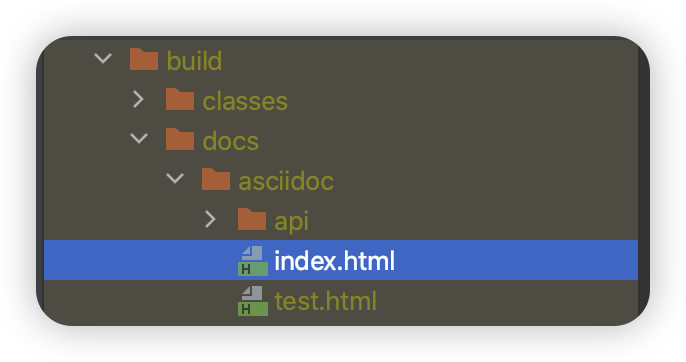 build
classes
docs
asciidoc
api
H index.html
H test.html